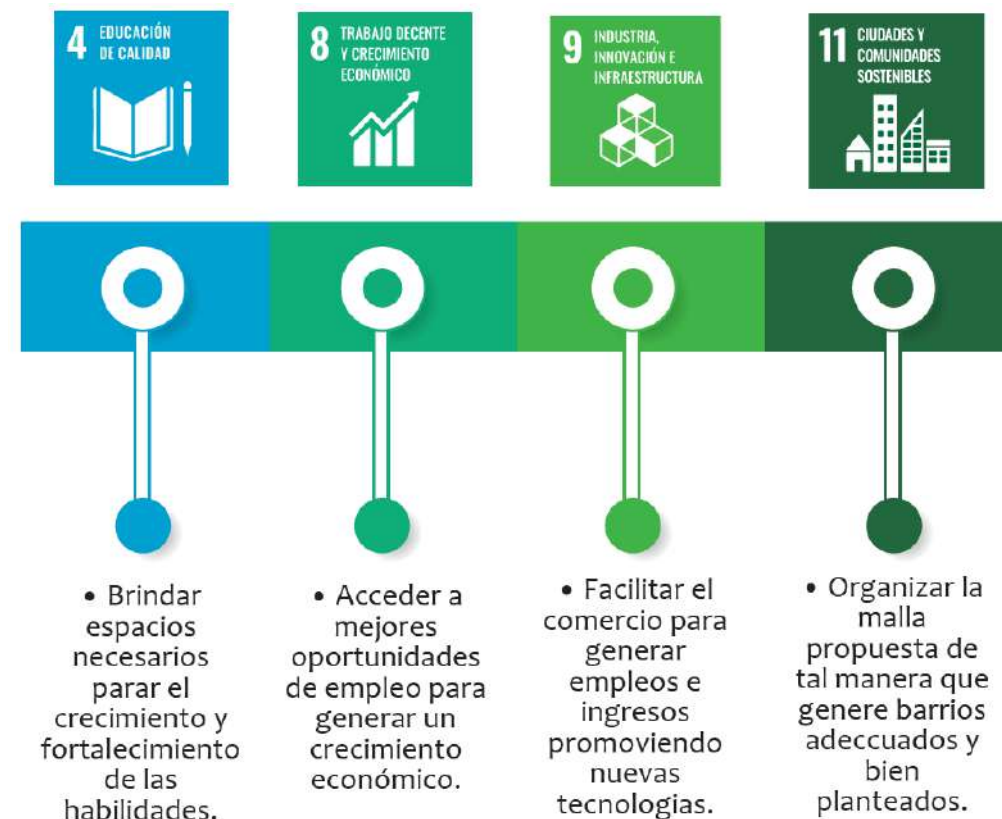 4 EDUCACIÓN
DE CALIDAD
8 TRABAJO DECENTE
Y CRECIMIENTO
ECONÓMICO
9 INDUSTRIA,
INNOVACIÓN E
INFRAESTRUCTURA
11 CIUDADES Y
COMUNIDADES
SOSTENIBLES
• Brindar
espacios
necesarios
parar el
crecimiento y
fortalecimiento
de las
habilidades.
• Acceder a
mejores
oportunidades
de empleo para
generar un
crecimiento
económico.
• Facilitar el
comercio para
generar
empleos e
ingresos
promoviendo
nuevas
tecnologias.
• Organizar la
malla
propuesta de
tal manera que
genere barrios
adeccuados y
bien
planteados.